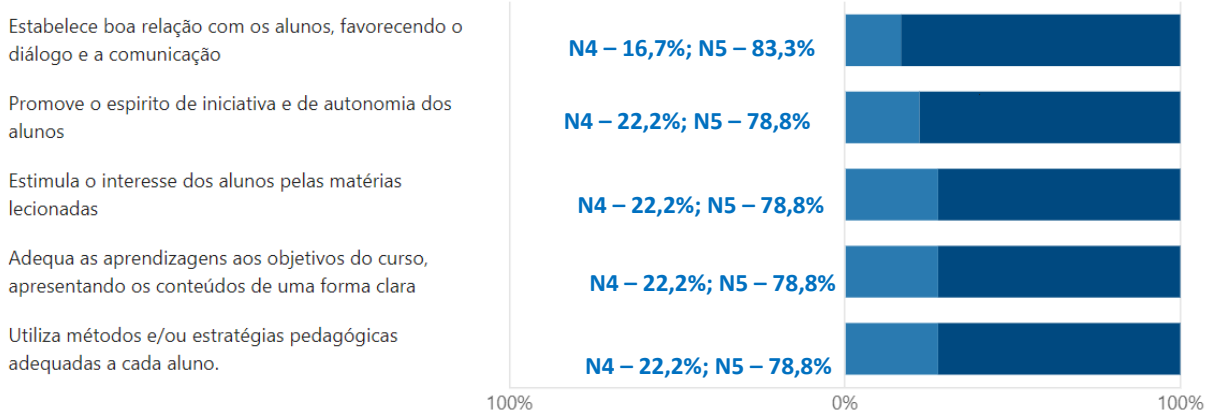 Estabelece boa relação com os alunos, favorecendo o
diálogo e a comunicação
N4 – 16,7%; N5 – 83,3%
Promove o espirito de iniciativa e de autonomia dos
alunos
N4 – 22,2%; N5 – 78,8%
Estimula o interesse dos alunos pelas matérias
lecionadas
N4 – 22,2%; N5 – 78,8%
Adequa as aprendizagens aos objetivos do curso,
apresentando os conteúdos de uma forma clara
N4 – 22,2%; N5 – 78,8%
Utiliza métodos e/ou estratégias pedagógicas
adequadas a cada aluno.
N4 – 22,2%; N5 – 78,8%
100% 0% 100%